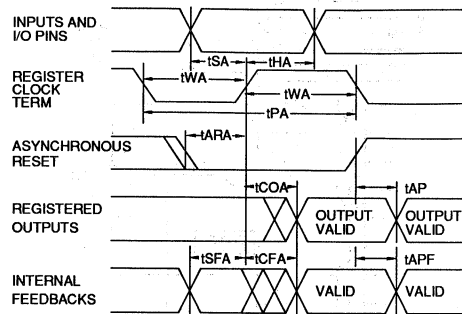 INPUTS AND
I/O PINS
tSA
tHA
REGISTER
CLOCK
TERM
tWA
tWA
tPA
ASYNCHRONOUS
RESET
tARA
tCOA
tAP
REGISTERED
OUTPUTS
OUTPUT
VALID
OUTPUT
VALID
tSFA
tCFA
tAPF
INTERNAL
FEEDBACKS
VALID
VALID